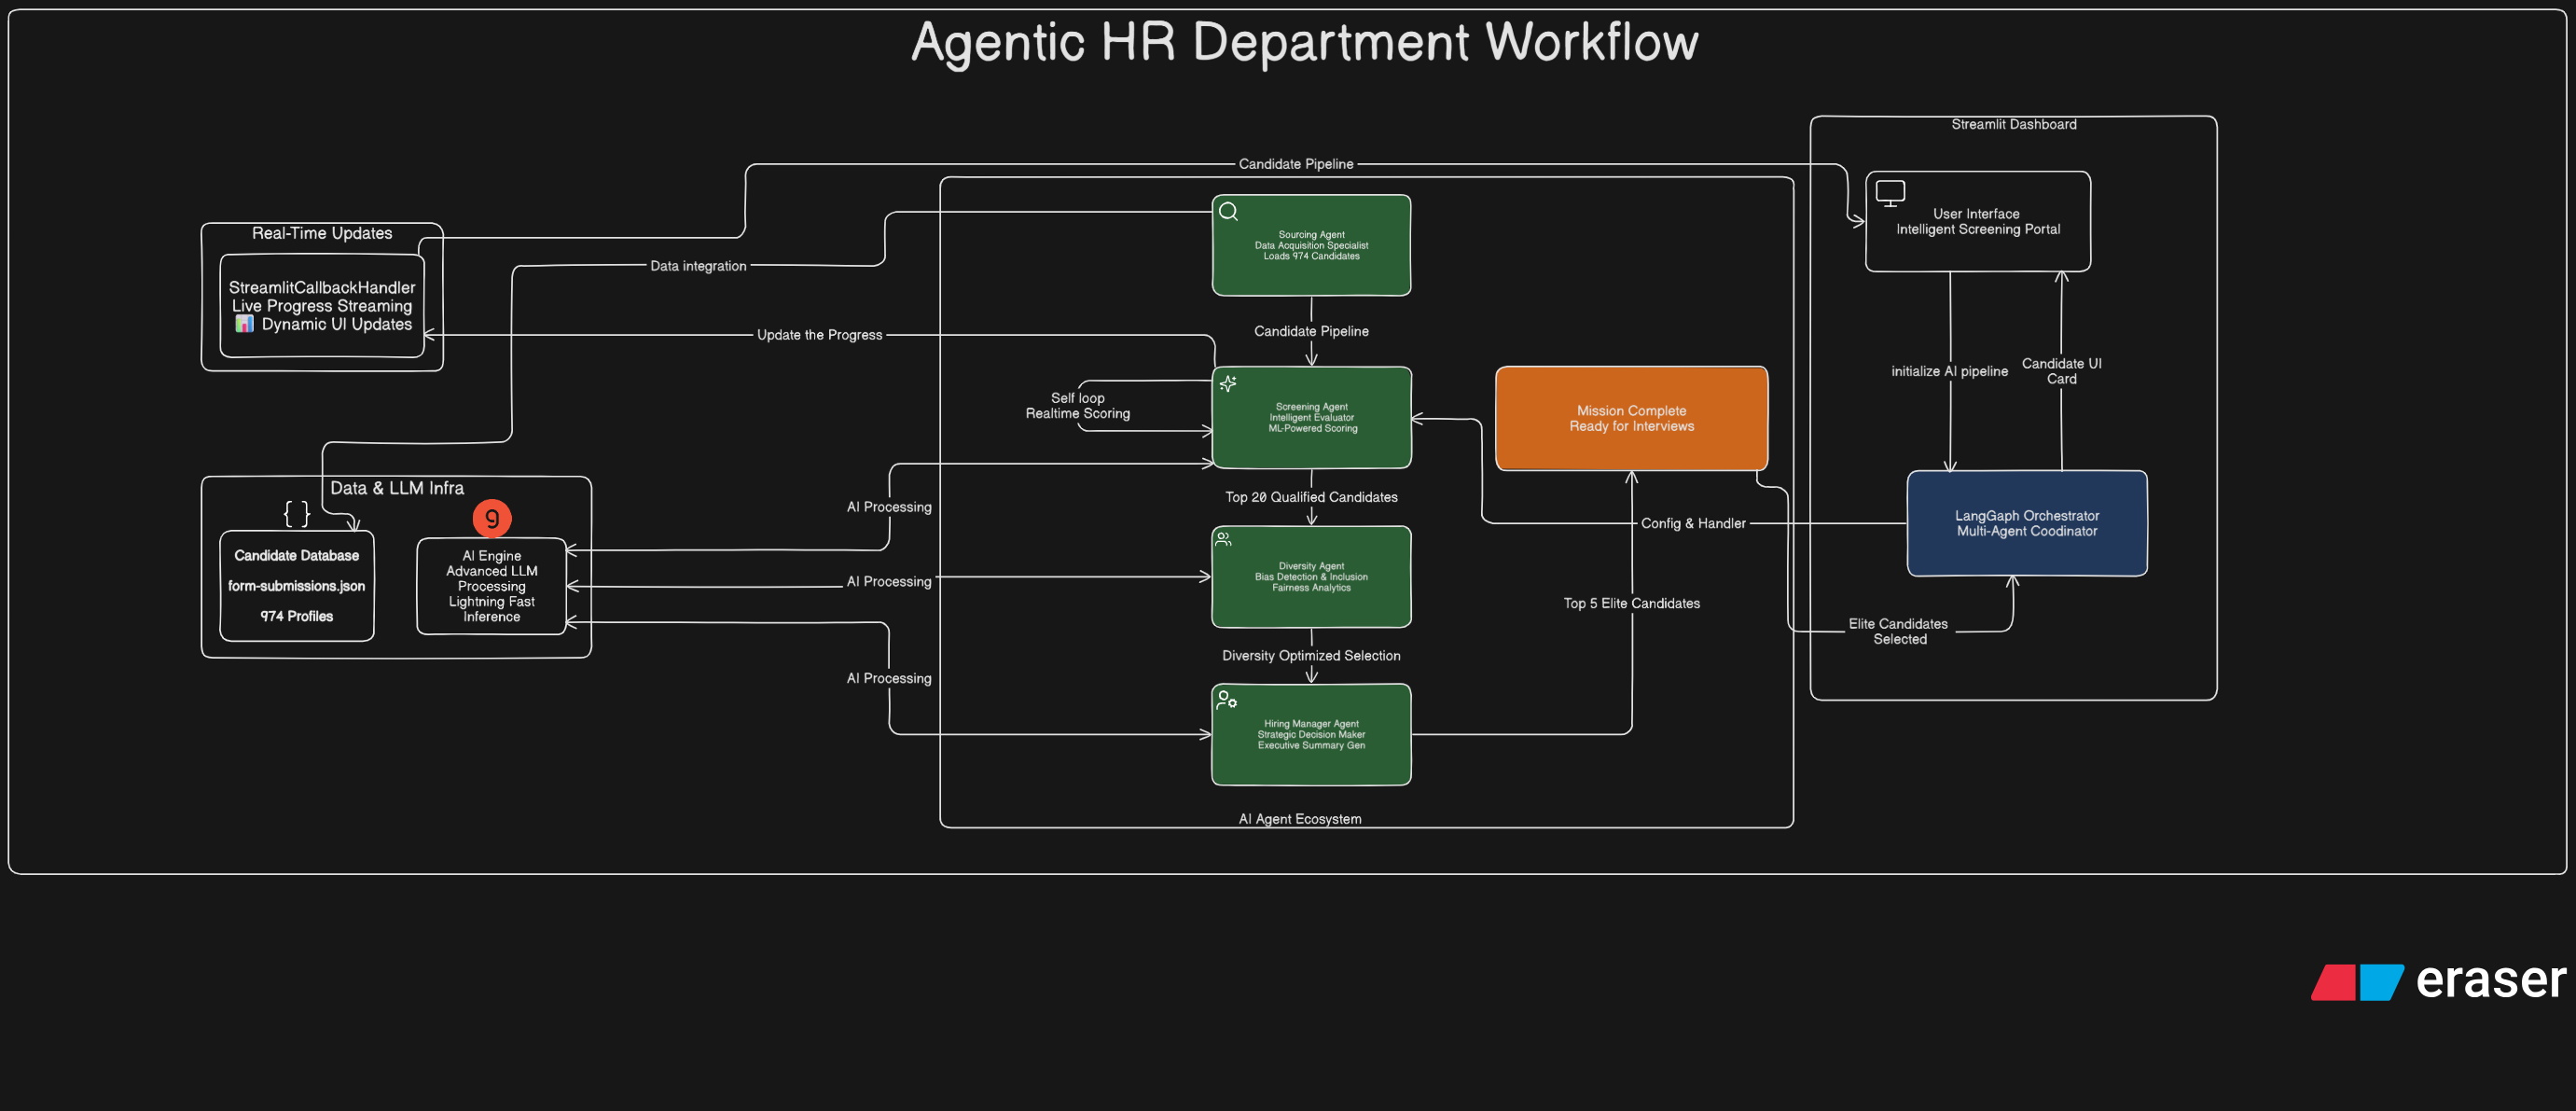 Agentic HR Department Workflow
Streamlit Dashboard
Candidate Pipeline
User Interface
Intelligent Screening Portal
Sourcing Agent
Data Acquisition Specialist
Loads 974 Candidates
Real-Time Updates
StreamlitCallbackHandler
Live Progress Streaming
📊 Dynamic UI Updates
Data integration
Candidate Pipeline
Update the Progress
initialize AI pipeline
Candidate UI
Card
Self loop
Realtime Scoring
Screening Agent
Intelligent Evaluator
ML-Powered Scoring
Mission Complete
Ready for Interviews
Data & LLM Infra
{ }
g
AI Processing
Top 20 Qualified Candidates
Config & Handler
LangGaph Orchestrator
Multi-Agent Coodinator
Candidate Database
form-submissions.json
974 Profiles
AI Engine
Advanced LLM
Processing
Lightning Fast
Inference
AI Processing
Diversity Agent
Bias Detection & Inclusion
Fairness Analytics
Top 5 Elite Candidates
Elite Candidates
Selected
Diversity Optimized Selection
AI Processing
Hiring Manager Agent
Strategic Decision Maker
Executive Summary Gen
AI Agent Ecosystem
eraser